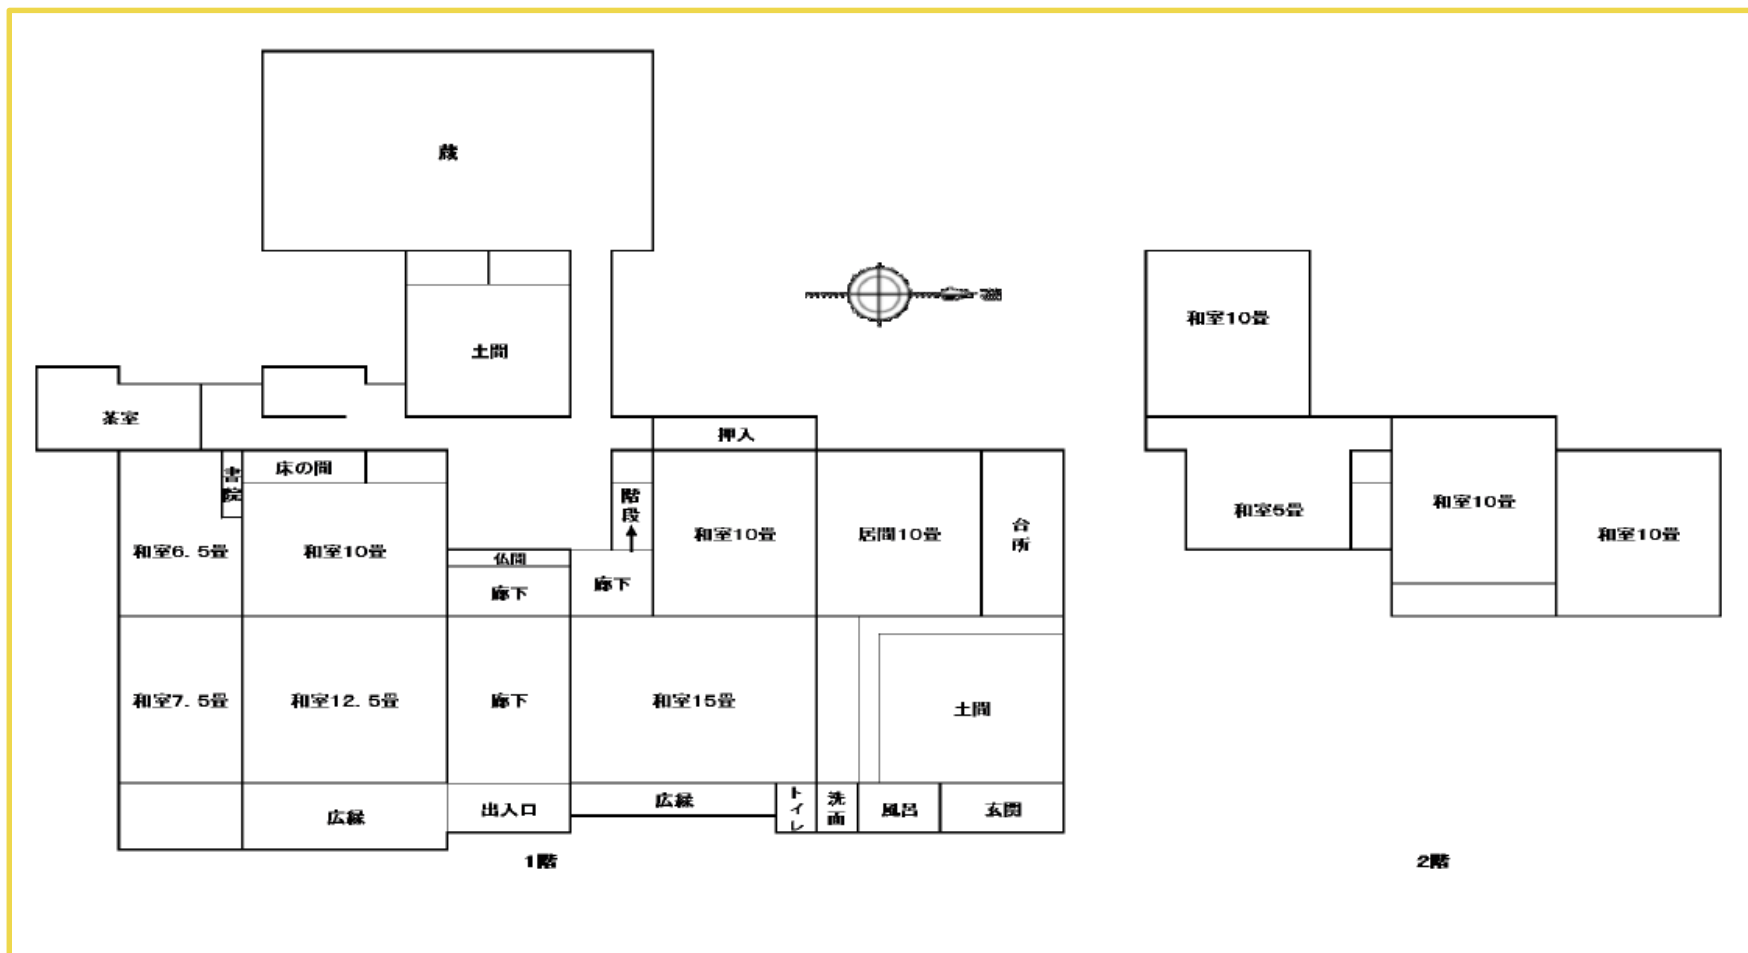 蔵
土間
茶室
押入
床の間
書院
階段
和室6.5畳
和室10畳
仏間
廊下
廊下
和室10畳
居間10畳
台所
和室7.5畳
和室12.5畳
廊下
和室15畳
土間
広縁
出入口
広縁
トイレ
洗面
風呂
玄関
1階
和室10畳
和室5畳
和室10畳
和室10畳
2階